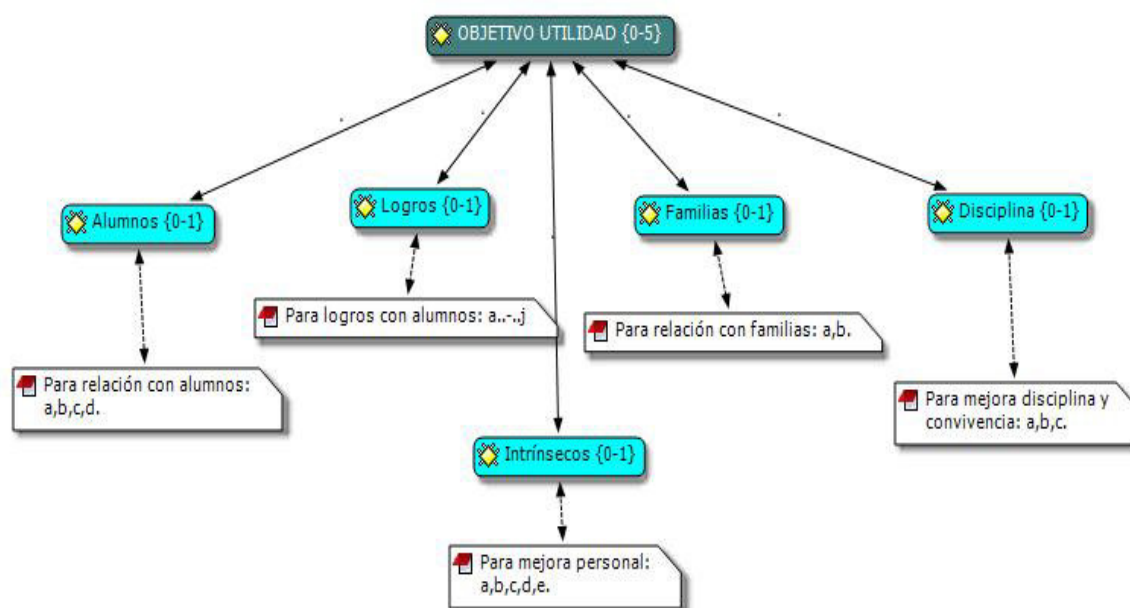 OBJETIVO UTILIDAD {0-5}
Alumnos {0-1}
Logros {0-1}
Familias {0-1}
Disciplina {0-1}
Para logros con alumnos: a..-..j
Para relación con familias: a,b.
Para relación con alumnos:
a,b,c,d.
Para mejora disciplina y
convivencia: a,b,c.
Intrínsecos {0-1}
Para mejora personal:
a,b,c,d,e.